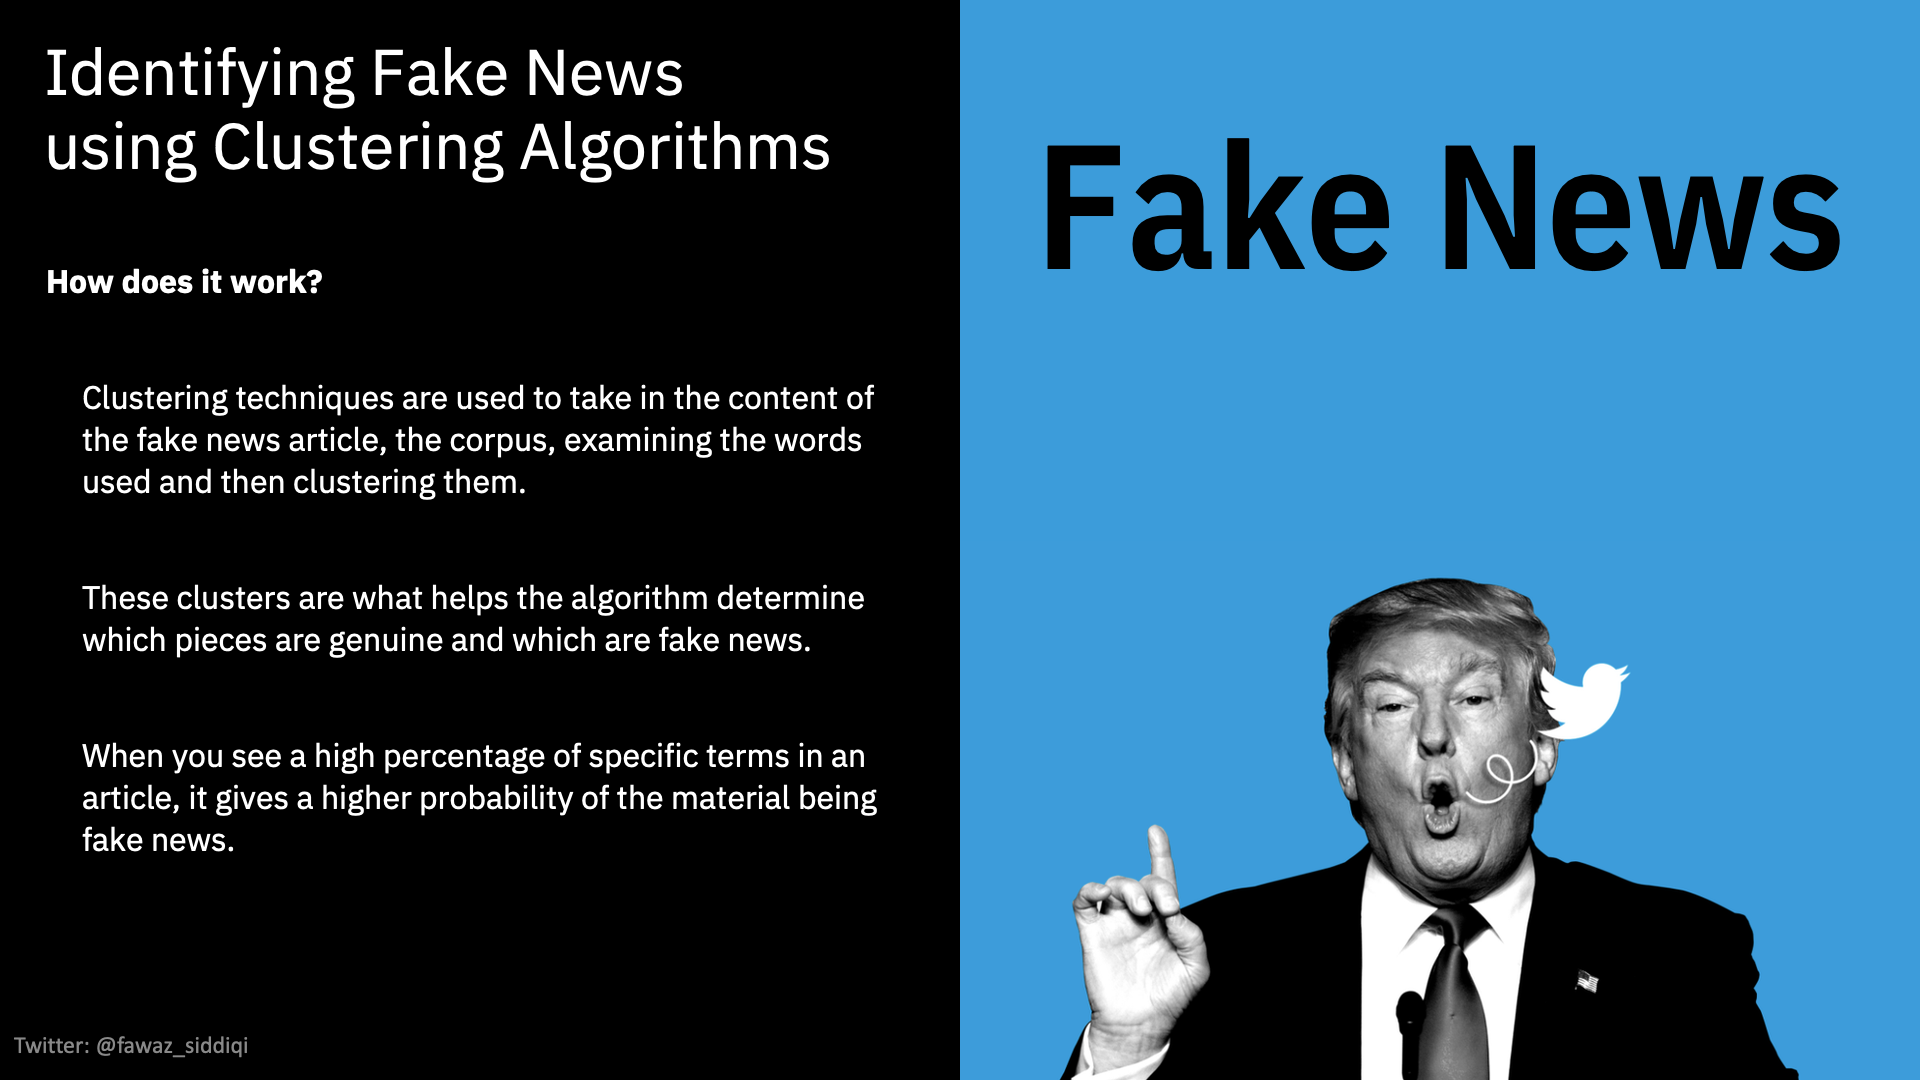 Identifying Fake News
using Clustering Algorithms
How does it work?
Clustering techniques are used to take in the content of
the fake news article, the corpus, examining the words
used and then clustering them.
These clusters are what helps the algorithm determine
which pieces are genuine and which are fake news.
When you see a high percentage of specific terms in an
article, it gives a higher probability of the material being
fake news.
Twitter: @fawaz_siddiqi
Fake News